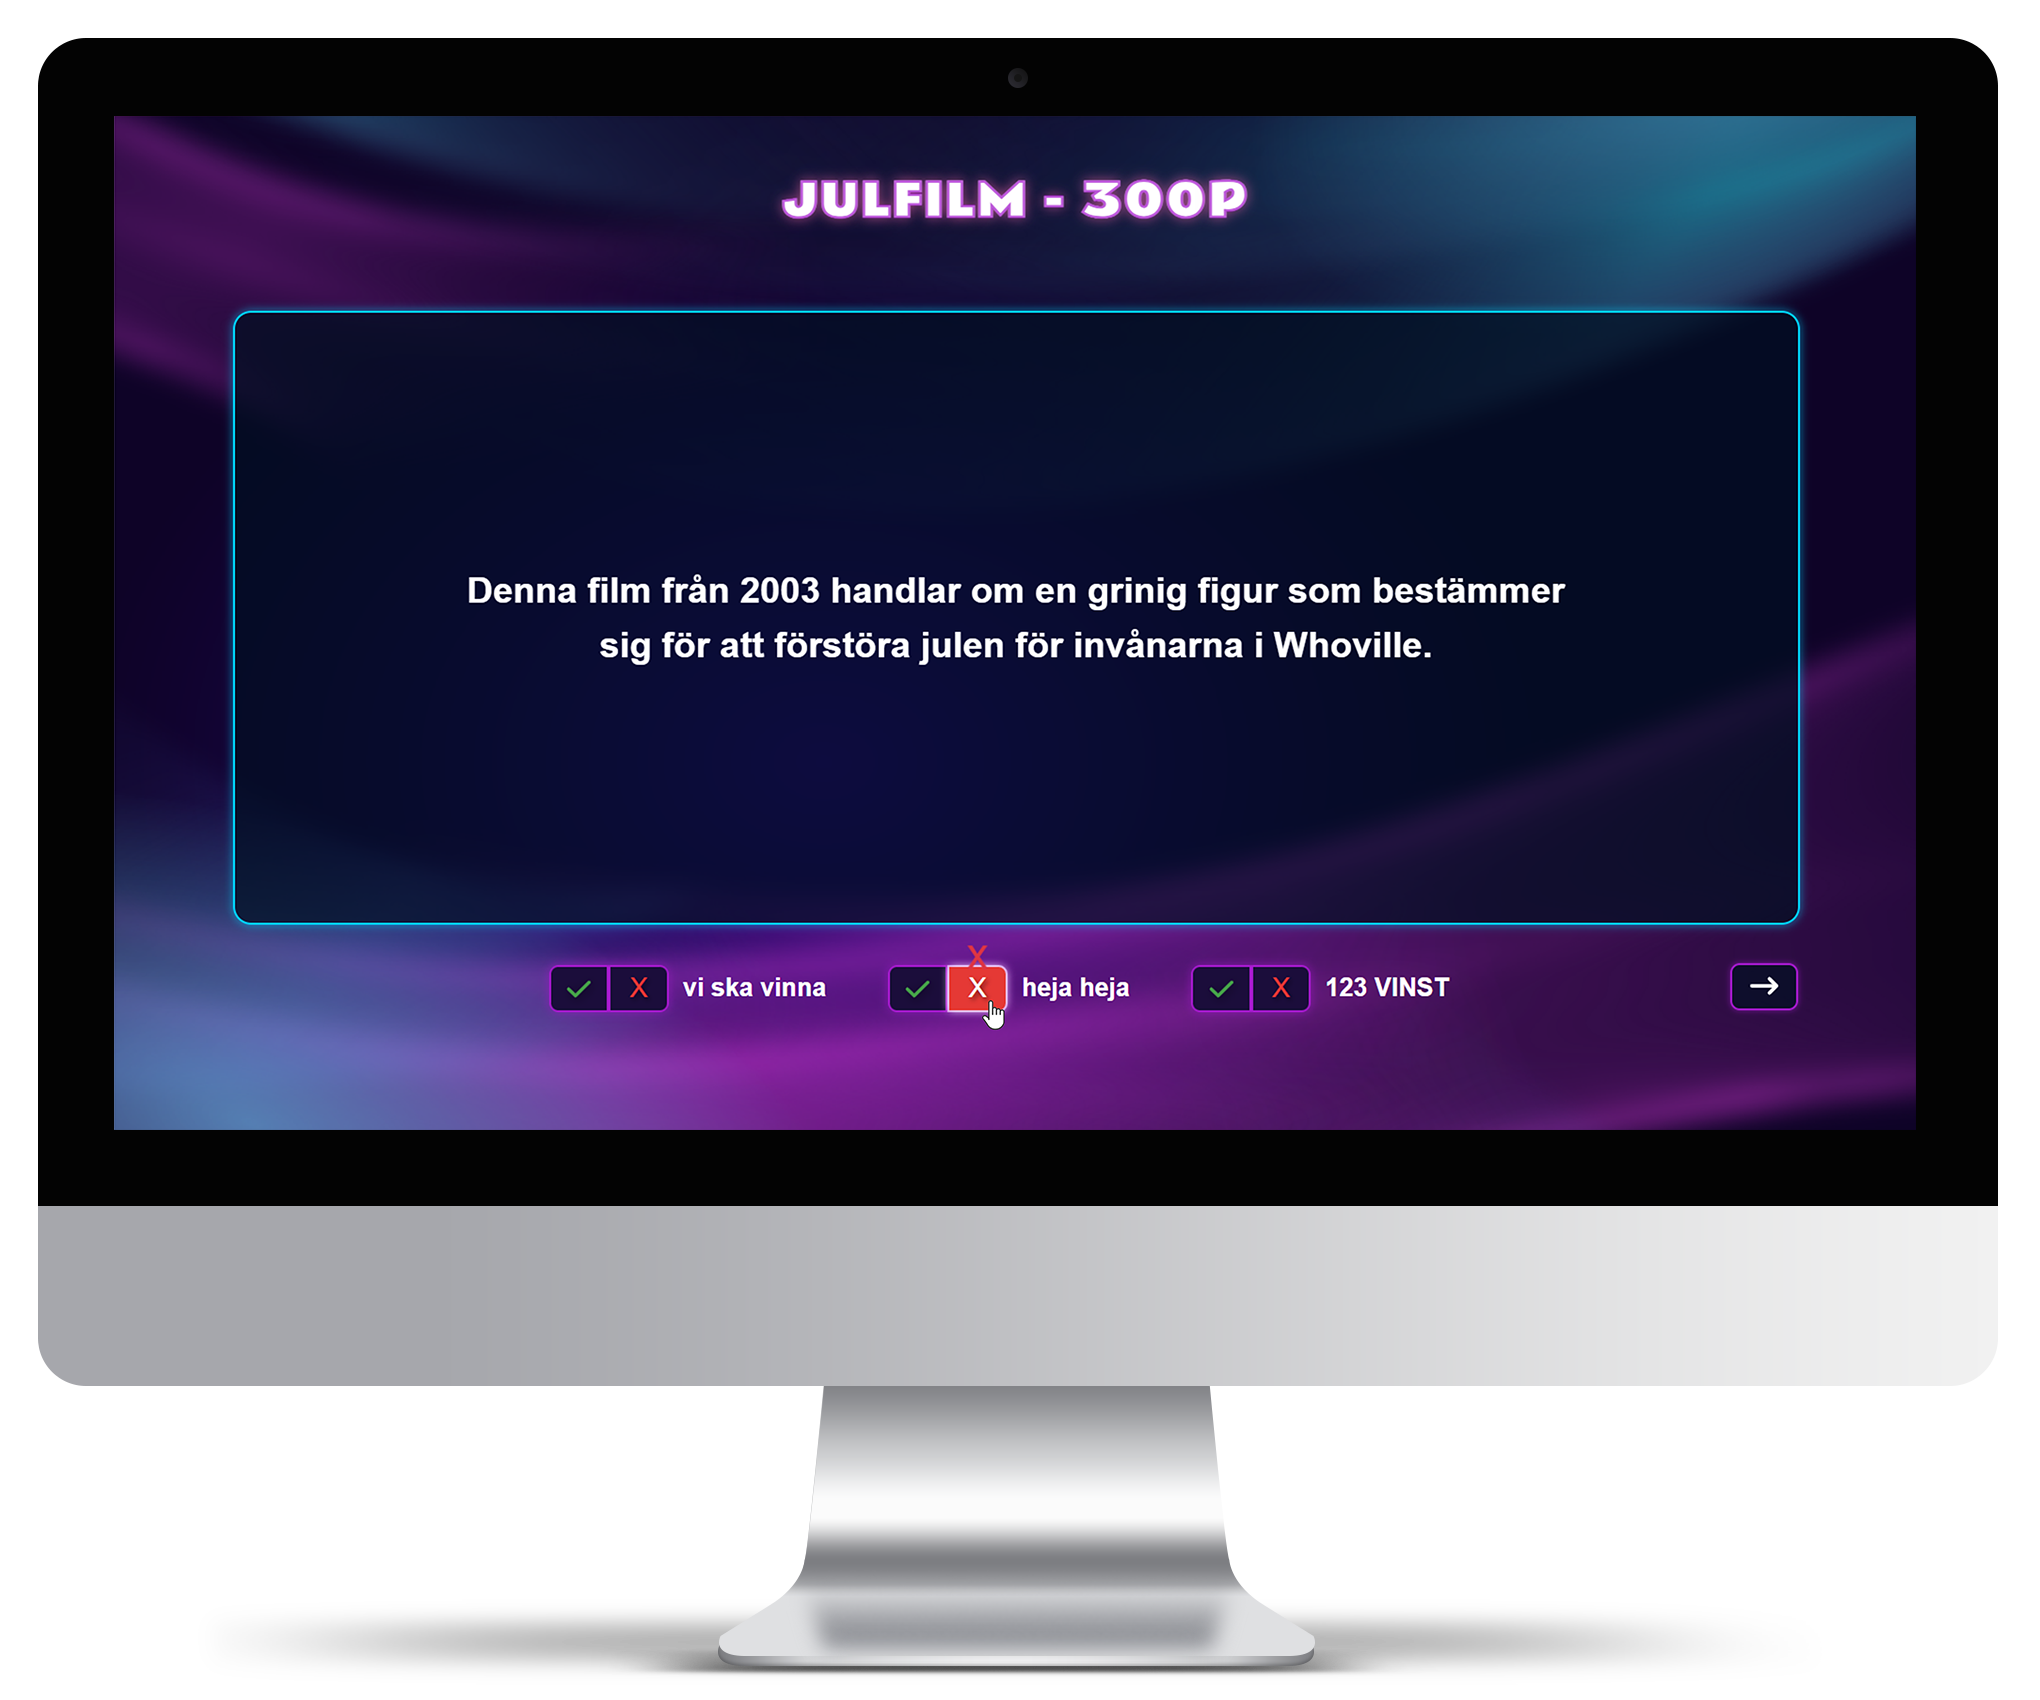 JULFILM - 300P
Denna film från 2003 handlar om en grinig figur som bestämmer
sig för att förstöra julen för invånarna i Whoville.
X
X vi ska vinna X heja heja X 123 VINST